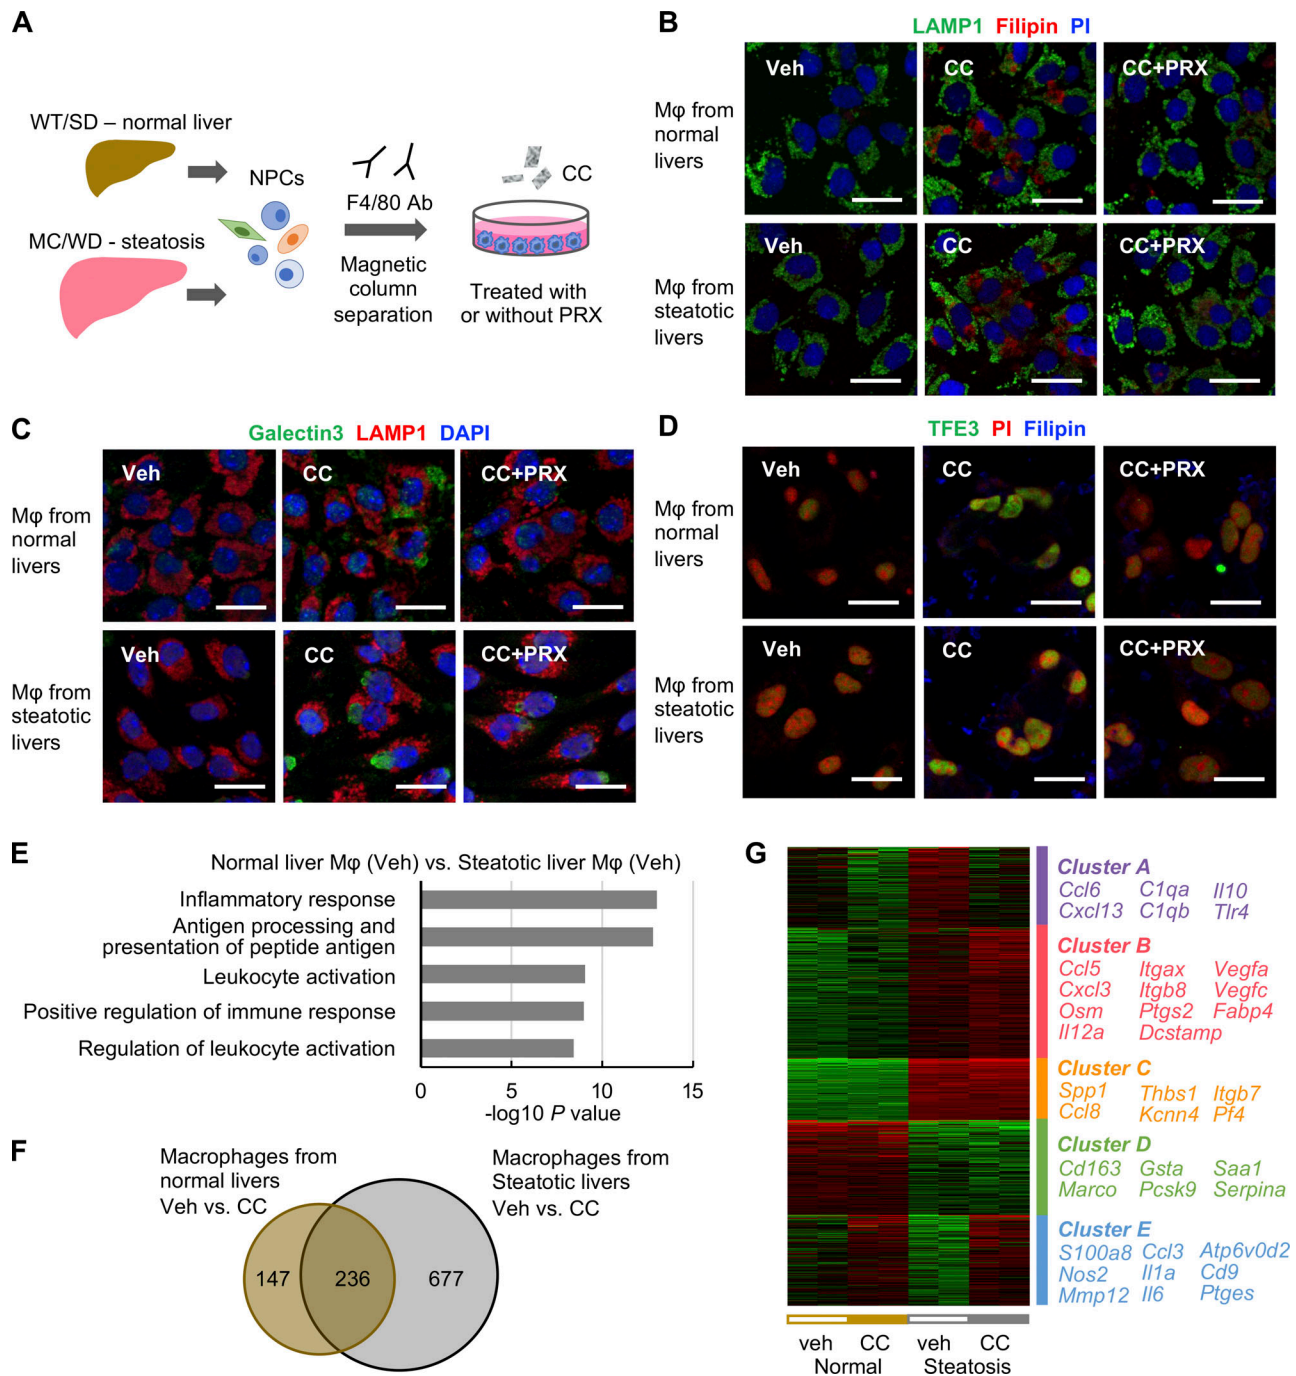 A
WT/SD – normal liver
MC/WD - steatosis
NPCs
F4/80 Ab
Magnetic
column
separation
CC
Treated with
or without PRX
B
LAMP1 Filipin PI
Mφ from
normal
livers
Veh
CC
CC+PRX
Mφ from
steatotic
livers
C
Galectin3 LAMP1 DAPI
Mφ from
normal
livers
Veh
CC
CC+PRX
Mφ from
steatotic
livers
Veh
CC
CC+PRX
D
TFE3 PI Filipin
Mφ from
normal
livers
Veh
CC
CC+PRX
Mφ from
steatotic
livers
Veh
CC
CC+PRX
E
Normal liver Mφ (Veh) vs. Steatotic liver Mφ (Veh)
Inflammatory response
Antigen processing and
presentation of peptide antigen
Leukocyte activation
Positive regulation of immune response
Regulation of leukocyte activation
0 5 10 15
-log10 P value
F
Macrophages from
normal livers
Veh vs. CC
Macrophages from
Steatotic livers
Veh vs. CC
147 236 677
G
Cluster A
Ccl6 C1qa Il10
Cxcl13 C1qb Tlr4
Cluster B
Ccl5 Itgax Vegfa
Cxcl3 Itgb8 Vegfc
Osm Ptgs2 Fabp4
Il12a Dcstamp
Cluster C
Spp1 Thbs1 Itgb7
Ccl8 Kcnn4 Pf4
Cluster D
Cd163 Gsta Saa1
Marco Pcsk9 Serpina
Cluster E
S100a8 Ccl3 Atp6v0d2
Nos2 Il1a Cd9
Mmp12 Il6 Ptges
veh CC veh CC
Normal Steatosis